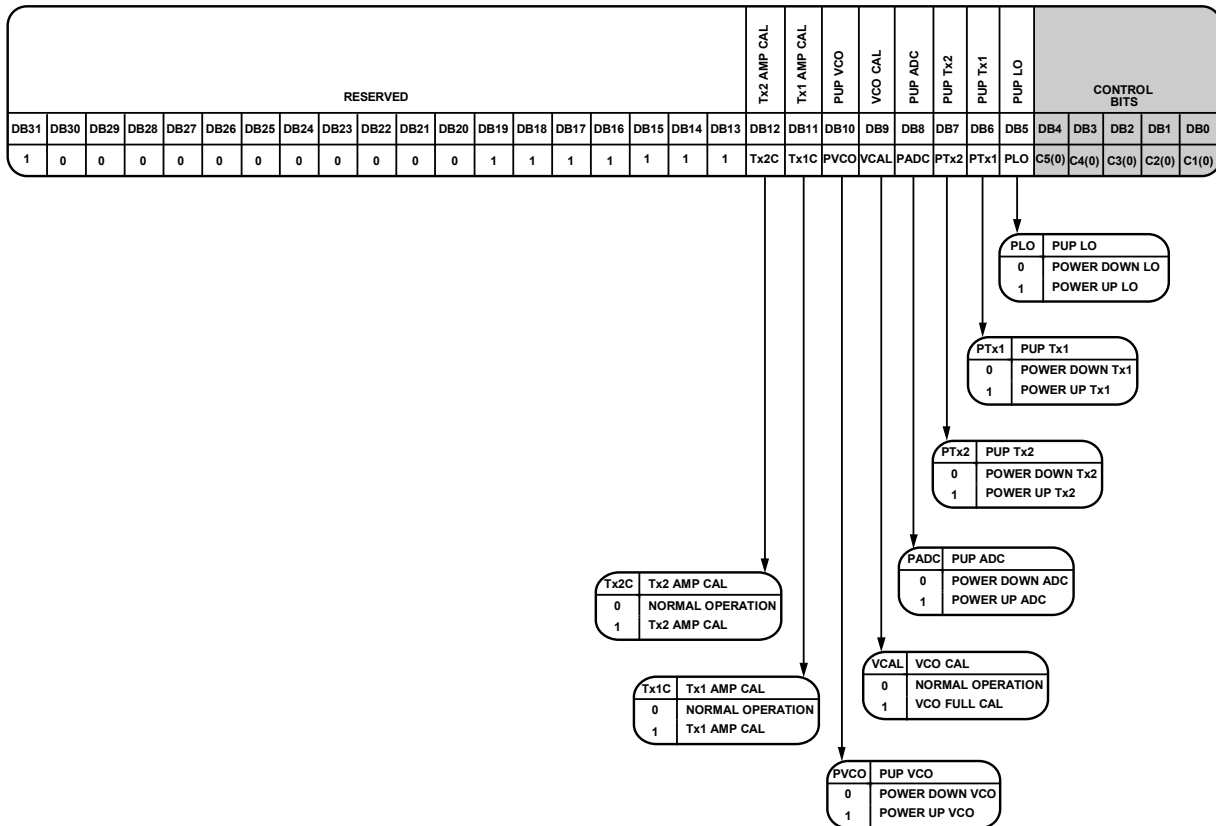 RESERVED
Tx2 AMP CAL
Tx1 AMP CAL
PUP VCO
VCO CAL
PUP ADC
PUP Tx2
PUP Tx1
PUP LO
CONTROL
BITS
DB31 DB30 DB29 DB28 DB27 DB26 DB25 DB24 DB23 DB22 DB21 DB20 DB19 DB18 DB17 DB16 DB15 DB14 DB13 DB12 DB11 DB10 DB9 DB8 DB7 DB6 DB5 DB4 DB3 DB2 DB1 DB0
1 0 0 0 0 0 0 0 0 0 0 0 1 1 1 1 1 1 1 Tx2C Tx1C PVCO VCAL PADC PTx2 PTx1 PLO C5(0) C4(0) C3(0) C2(0) C1(0)
PLO PUP LO
0 POWER DOWN LO
1 POWER UP LO
PTx1 PUP Tx1
0 POWER DOWN Tx1
1 POWER UP Tx1
PTx2 PUP Tx2
0 POWER DOWN Tx2
1 POWER UP Tx2
PADC PUP ADC
0 POWER DOWN ADC
1 POWER UP ADC
Tx2C Tx2 AMP CAL
0 NORMAL OPERATION
1 Tx2 AMP CAL
VCAL VCO CAL
0 NORMAL OPERATION
1 VCO FULL CAL
Tx1C Tx1 AMP CAL
0 NORMAL OPERATION
1 Tx1 AMP CAL
PVCO PUP VCO
0 POWER DOWN VCO
1 POWER UP VCO